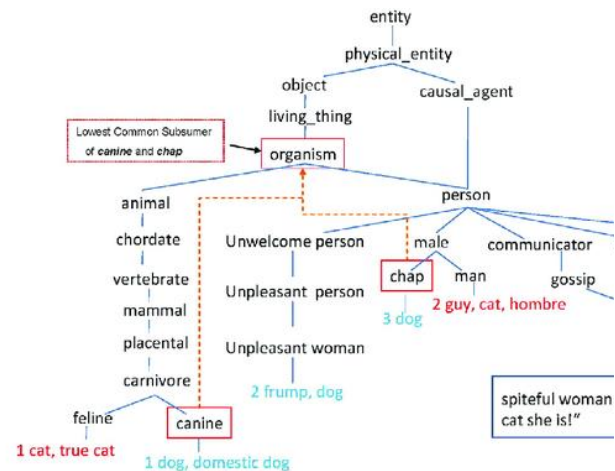 entity
physical_entity
object
causal_agent
living_thing
Lowest Common Subsumer
of canine and chap
organism
animal
person
chordate
Unwelcome person
male
communicator
vertebrate
chap
man
gossip
mammal
Unpleasant person
2 guy, cat, hombre
3 dog
placental
Unpleasant woman
carnivore
2 frump, dog
feline
canine
1 cat, true cat
1 dog, domestic dog
spiteful woman
cat she is!"